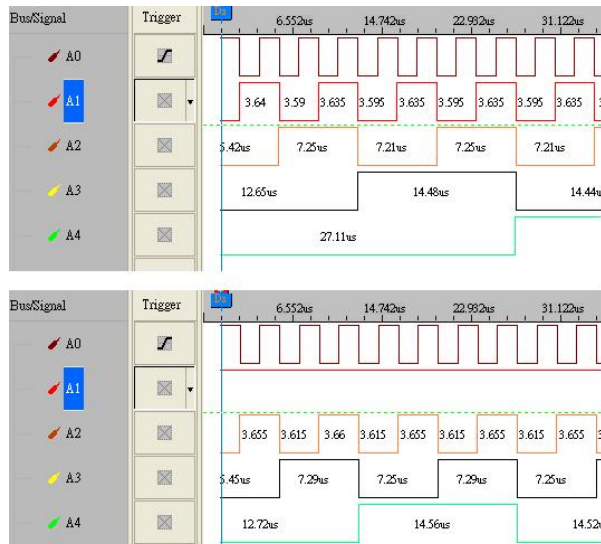 Bus/Signal Trigger Ds 6.552us 14.742us 22.932us 31.122us
A0
A1 3.64 3.59 3.635 3.595 3.635 3.595 3.635 3.595 3.635
A2 5.42us 7.25us 7.21us 7.25us 7.21us
A3 12.65us 14.48us 14.44u
A4 27.11us
Bus/Signal Trigger Ds 6.552us 14.742us 22.932us 31.122us
A0
A1
A2 3.655 3.615 3.66 3.615 3.655 3.615 3.655 3.615 3.655
A3 5.45us 7.29us 7.25us 7.29us 7.25us
A4 12.72us 14.56us 14.52u